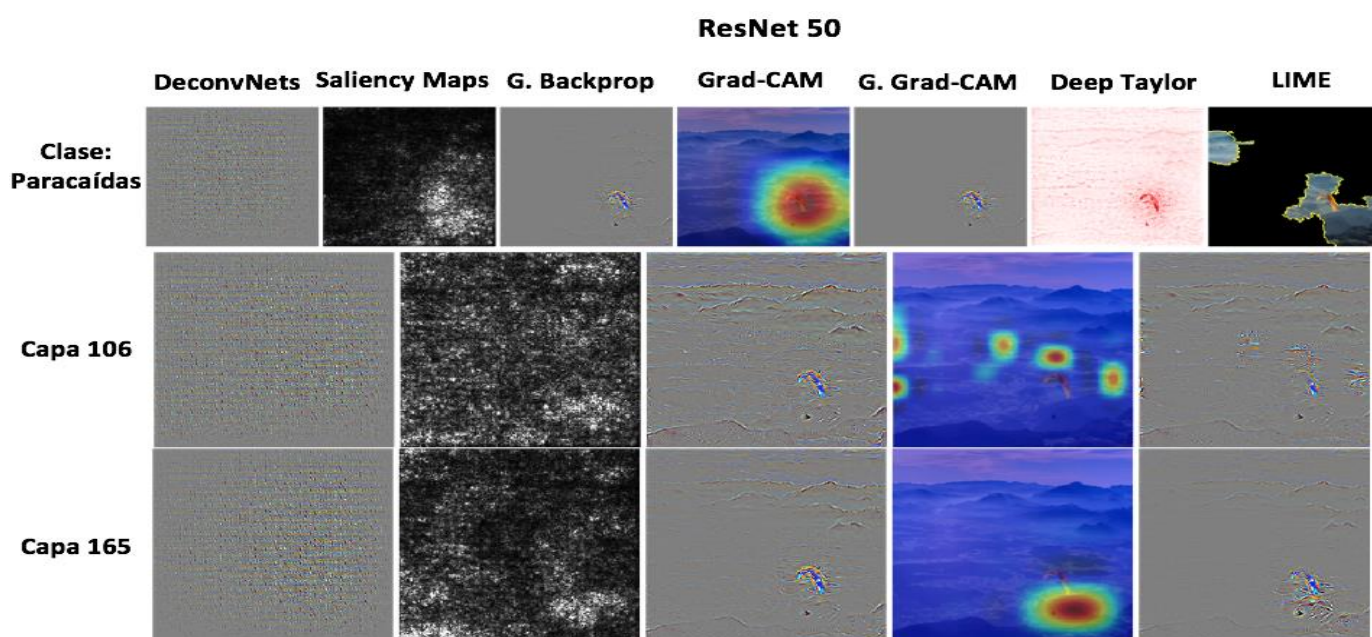 ResNet 50
DeconvNets Saliency Maps G. Backprop Grad-CAM G. Grad-CAM Deep Taylor LIME
Clase:
Paracaídas
Capa 106
Capa 165